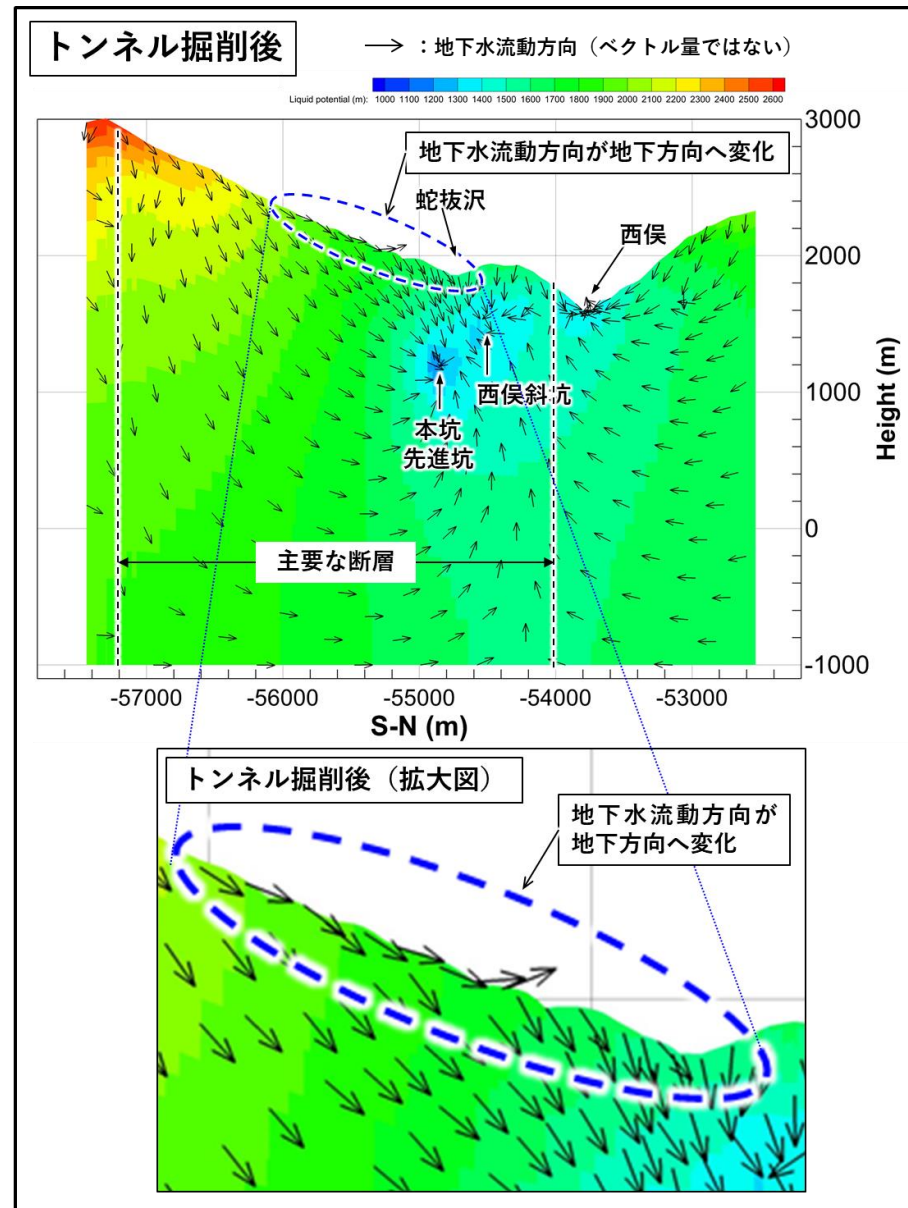 トンネル掘削後
：地下水流動方向（ベクトル量ではない）
Liquid potential (m): 1000 1100 1200 1300 1400 1500 1600 1700 1800 1900 2000 2100 2200 2300 2400 2500 2600
地下水流動方向が地下方向へ変化
蛇抜沢
西俣
西俣斜坑
本坑
先進坑
主要な断層
3000
2000
1000
0
-1000
Height (m)
-57000 -56000 -55000 -54000 -53000
S-N (m)
トンネル掘削後（拡大図）
地下水流動方向が
地下方向へ変化